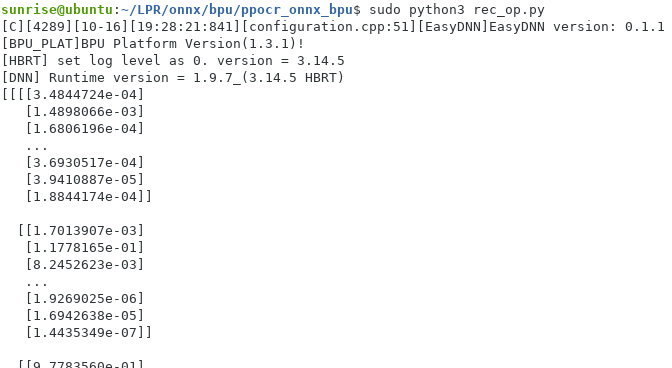 sunrise@ubuntu:~/LPR/onnx/bpu/ppocr_onnx_bpu$ sudo python3 rec_op.py
[C][4289][10-16][19:28:21:841][configuration.cpp:51][EasyDNN]EasyDNN version: 0.1.1
[BPU_PLAT]BPU Platform Version(1.3.1)!
[HBRT] set log level as 0. version = 3.14.5
[DNN] Runtime version = 1.9.7_(3.14.5 HBRT)
[[[[3.4844724e-04]
[1.4898066e-03]
[1.6806196e-04]
...
[3.6930517e-04]
[3.9410887e-05]
[1.8844174e-04]]
[[1.7013907e-03]
[1.1778165e-01]
[8.2452623e-03]
...
[1.9269025e-06]
[1.6942638e-05]
[1.4435349e-07]]
[[9.7783560e-01]